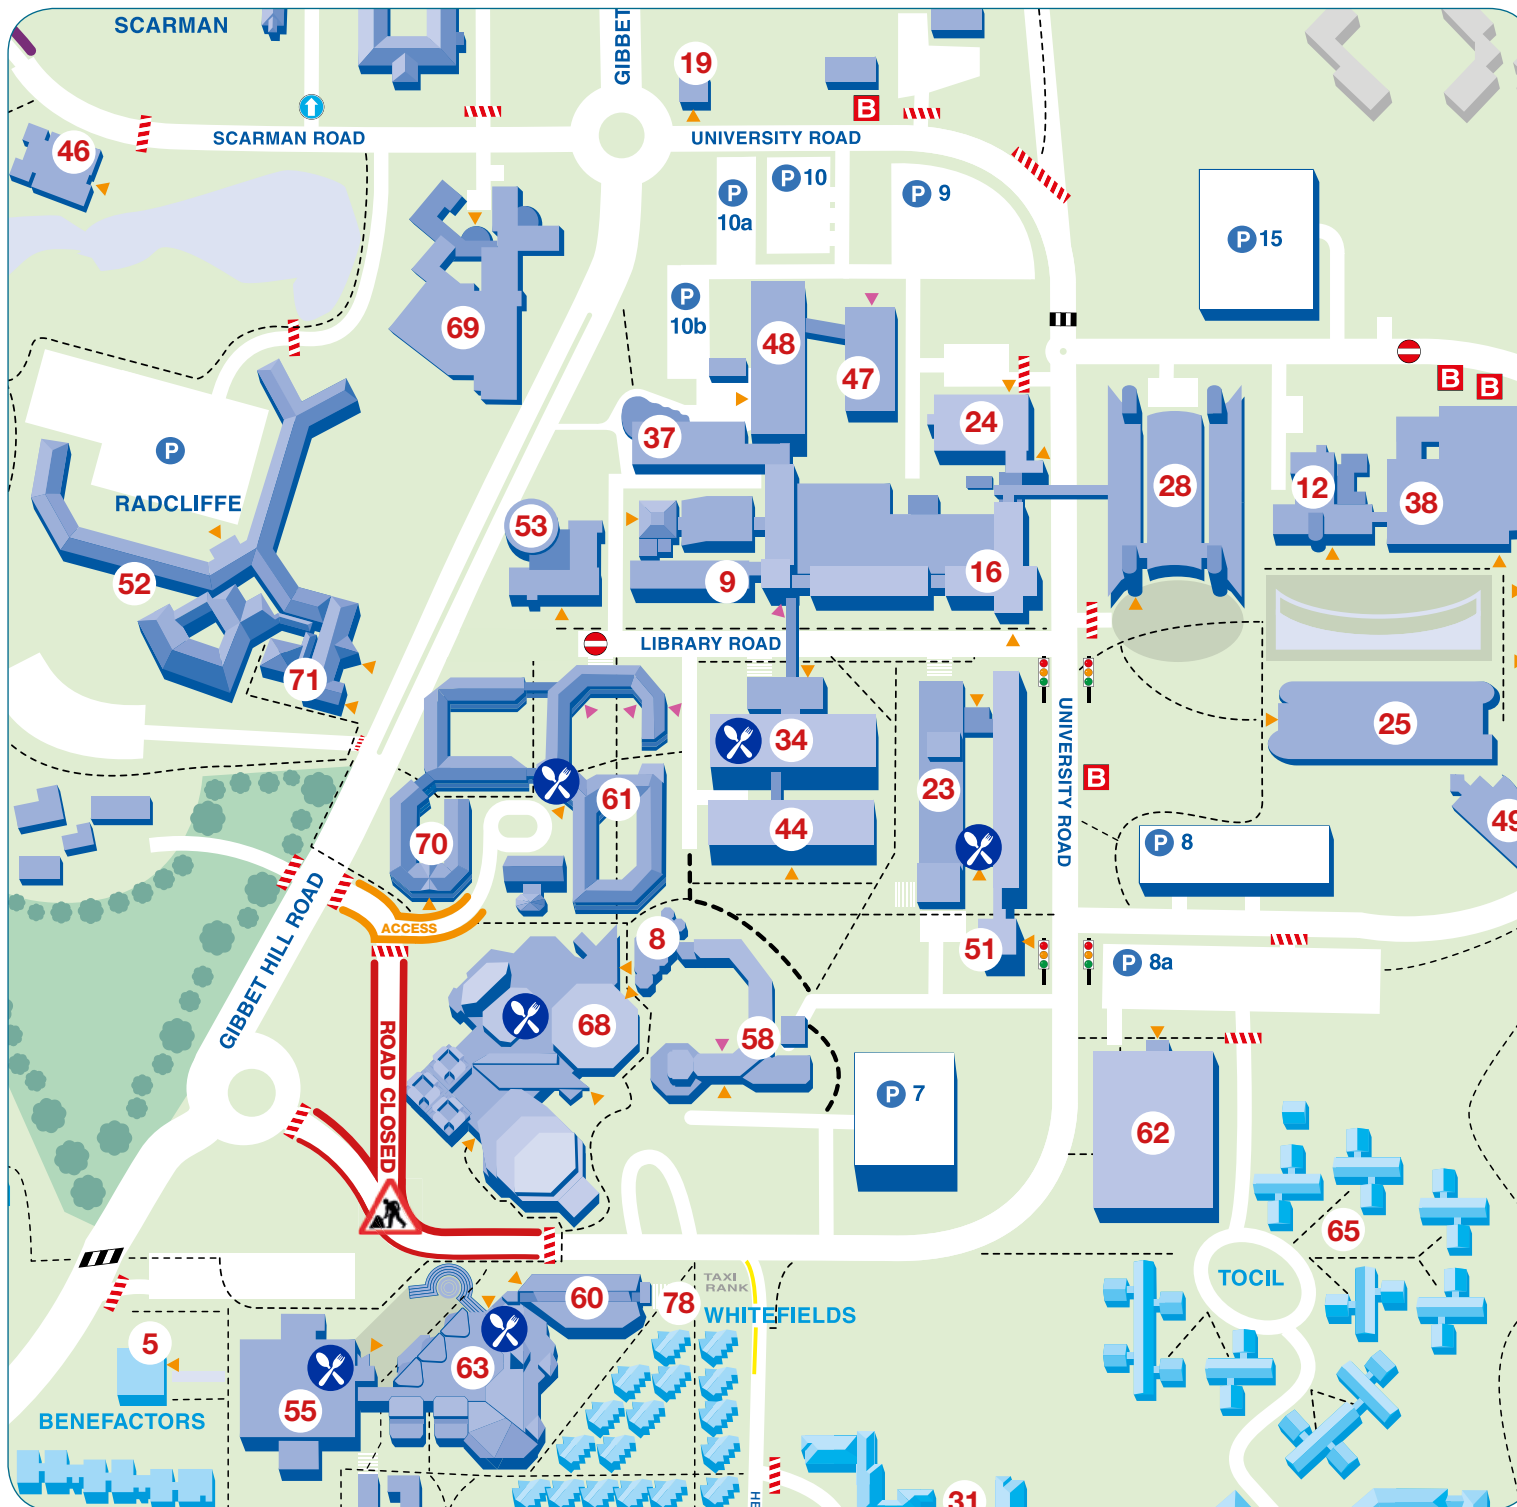 SCARMAN
GIBBET
19
B
SCARMAN ROAD
UNIVERSITY ROAD
46
P 10
P
10a
P 9
P 15
P
10b
69
48
47
B
B
37
24
P
RADCLIFFE
28
12
38
53
52
9
16
LIBRARY ROAD
71
UNIVERSITY ROAD
34
25
B
23
61
44
70
49
P 8
GIBBET HILL ROAD
ACCESS
8
51
P 8a
68
58
ROAD CLOSED
P 7
62
65
TOCIL
TAXI
RANK
60
78
WHITEFIELDS
5
63
55
BENEFACTORS
HE
31